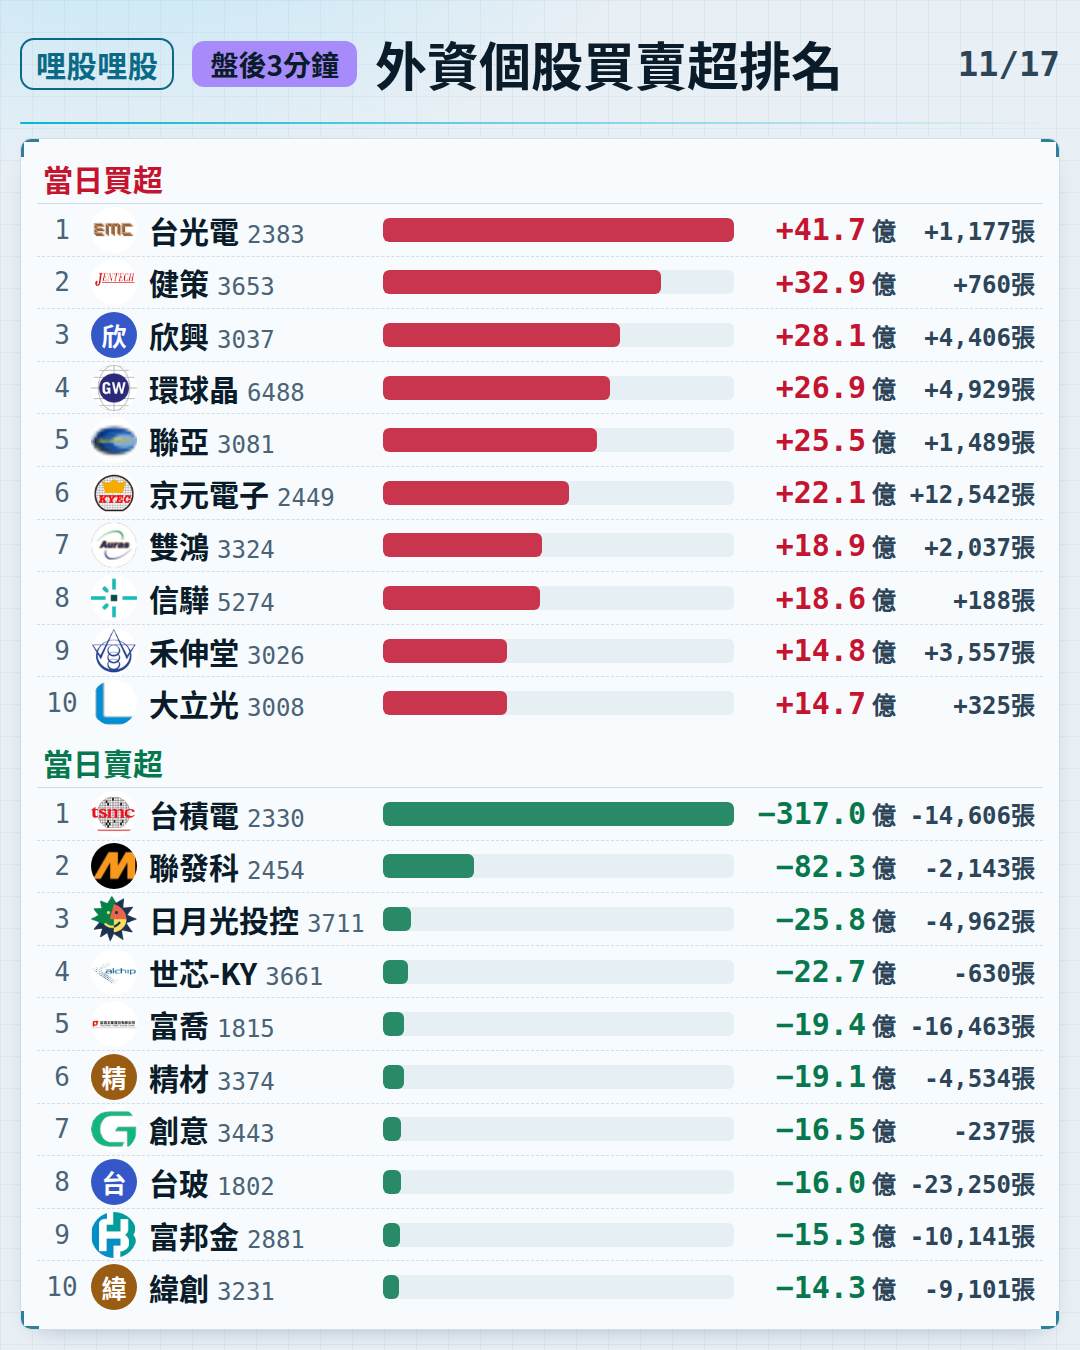 哩股哩股 盤後3分鐘 外資個股買賣超排名 11/17
當日買超
1 EMC 台光電 2383 +41.7 億 +1,177張
2 JENTECH 健策 3653 +32.9 億 +760張
3 欣 欣興 3037 +28.1 億 +4,406張
4 GW 環球晶 6488 +26.9 億 +4,929張
5 聯亞 3081 +25.5 億 +1,489張
6 KYEC 京元電子 2449 +22.1 億 +12,542張
7 Auras 雙鴻 3324 +18.9 億 +2,037張
8 信驊 5274 +18.6 億 +188張
9 禾伸堂 3026 +14.8 億 +3,557張
10 大立光 3008 +14.7 億 +325張
當日賣超
1 tsmc 台積電 2330 −317.0 億 -14,606張
2 聯發科 2454 −82.3 億 -2,143張
3 日月光投控 3711 −25.8 億 -4,962張
4 alchip 世芯-KY 3661 −22.7 億 -630張
5 富喬 1815 −19.4 億 -16,463張
6 精 精材 3374 −19.1 億 -4,534張
7 創意 3443 −16.5 億 -237張
8 台 台玻 1802 −16.0 億 -23,250張
9 富邦金 2881 −15.3 億 -10,141張
10 緯 緯創 3231 −14.3 億 -9,101張